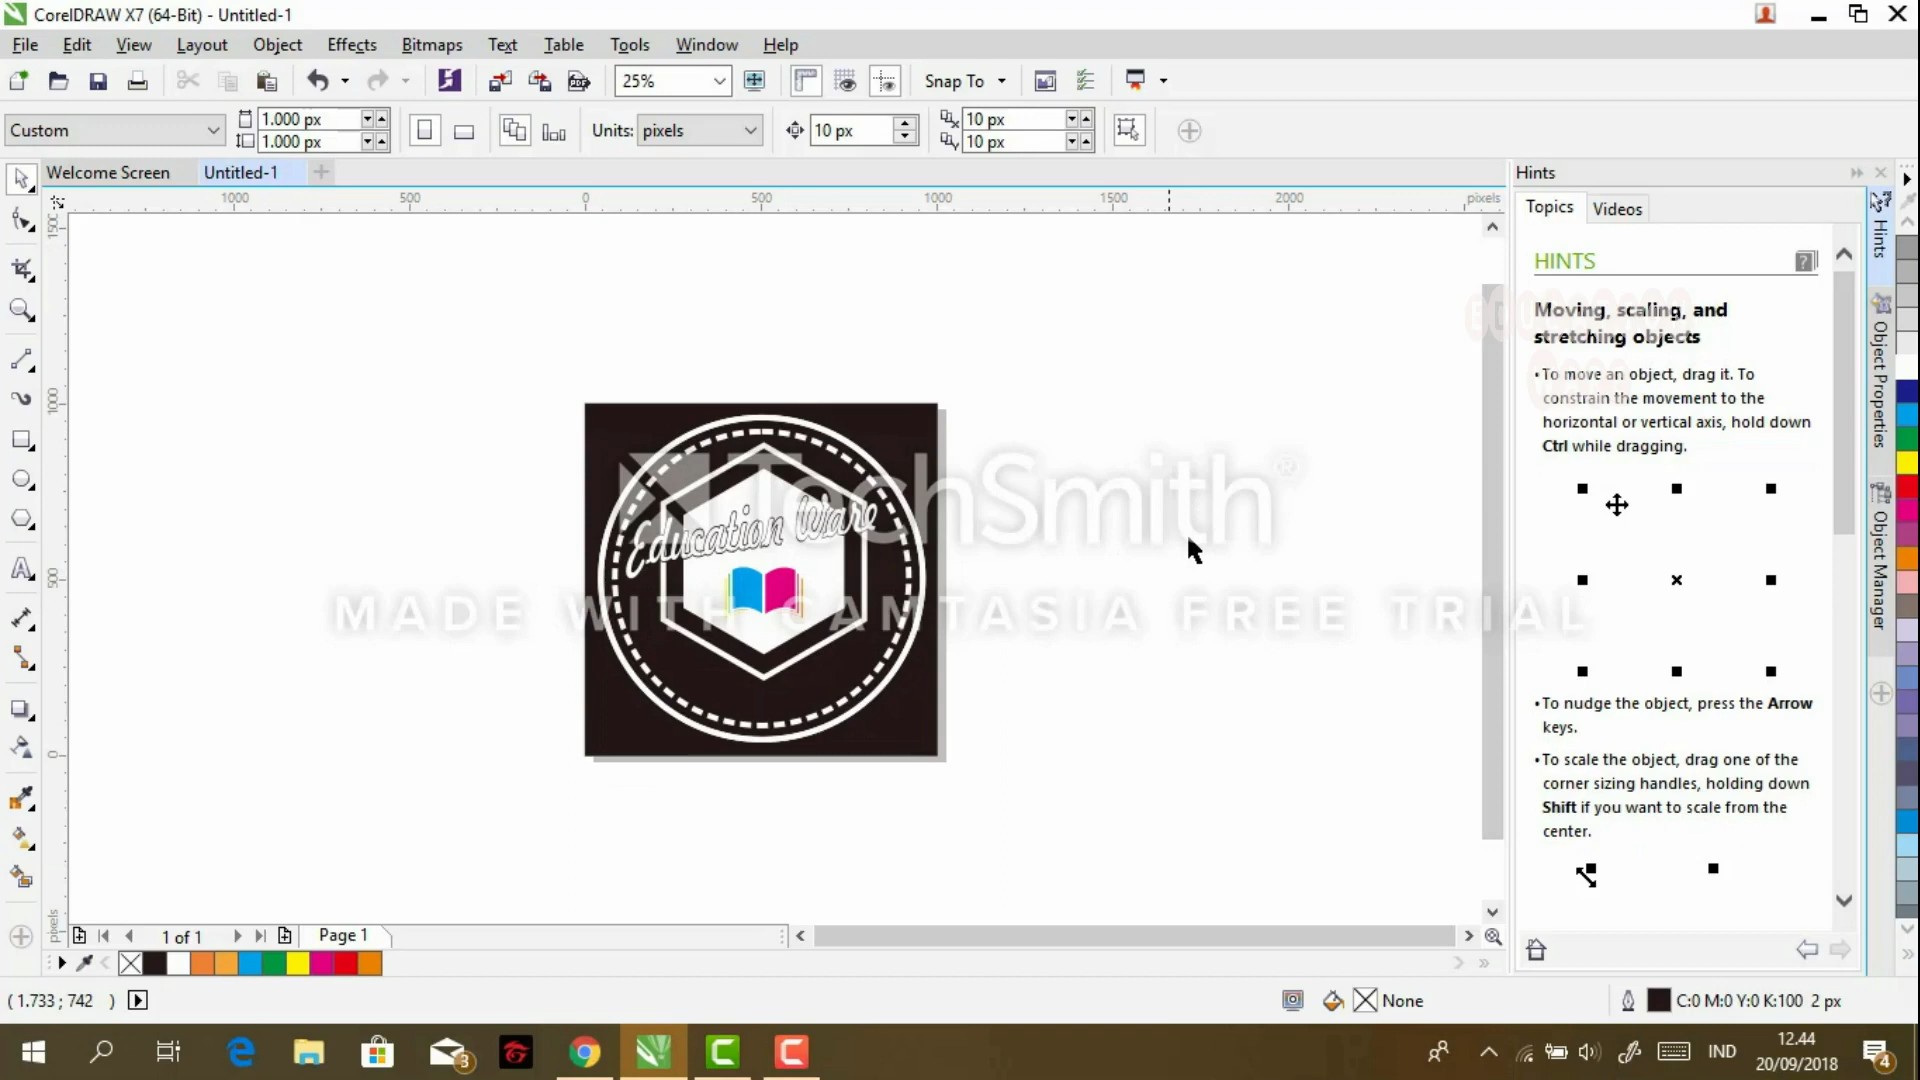 CorelDRAW X7 (64-Bit) - Untitled-1
File Edit View Layout Object Effects Bitmaps Text Table Tools Window Help
25% Snap To
Custom 1.000 px 1.000 px Units: pixels 10 px 10 px 10 px
Welcome Screen Untitled-1
1000 500 0 500 1000 1500 2000 pixels
1500
1000
500
0
pixels
Education Ware
TechSmith®
MADE WITH CAMTASIA FREE TRIAL
Hints
Topics Videos
HINTS
Moving, scaling, and
stretching objects
•To move an object, drag it. To
constrain the movement to the
horizontal or vertical axis, hold down
Ctrl while dragging.
•To nudge the object, press the Arrow
keys.
•To scale the object, drag one of the
corner sizing handles, holding down
Shift if you want to scale from the
center.
Hints
Object Properties
Object Manager
1 of 1 Page 1
( 1.733 ; 742 ) None C:0 M:0 Y:0 K:100 2 px
3 IND 12.44
20/09/2018 4